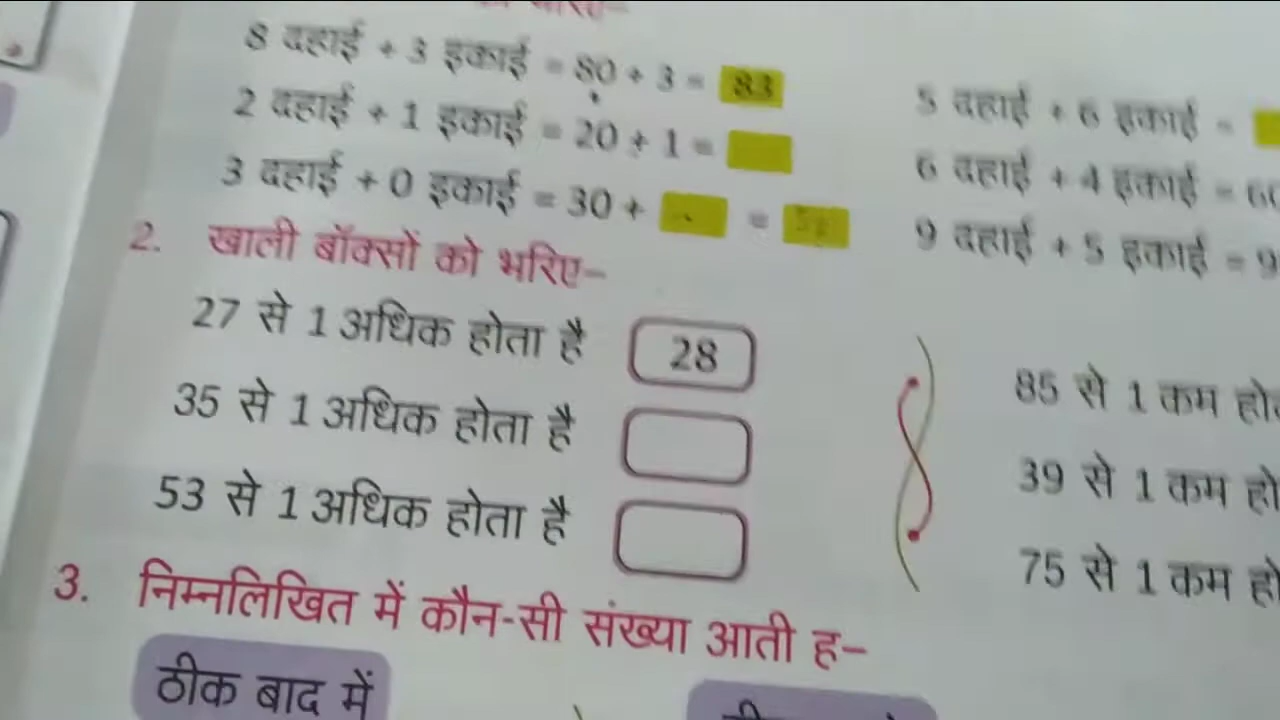 8 दहाई + 3 इकाई = 80 + 3 = 83
2 दहाई + 1 इकाई = 20 + 1 =
3 दहाई + 0 इकाई = 30 + =
5 दहाई + 6 इकाई =
6 दहाई + 4 इकाई =
9 दहाई + 5 इकाई = 9
2. खाली बॉक्सों को भरिए–
27 से 1 अधिक होता है 28
35 से 1 अधिक होता है
53 से 1 अधिक होता है
85 से 1 कम
39 से 1 कम
75 से 1 कम
3. निम्नलिखित में कौन-सी संख्या आती ह–
ठीक बाद में